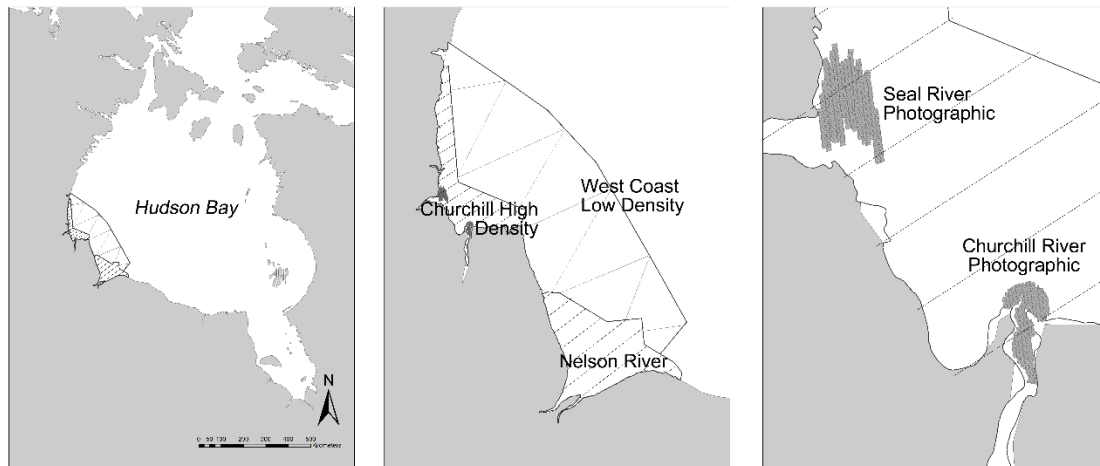 Hudson Bay
N
0 50 100 200 300 400 500
Kilometers
West Coast
Low Density
Churchill High
Density
Nelson River
Seal River
Photographic
Churchill River
Photographic